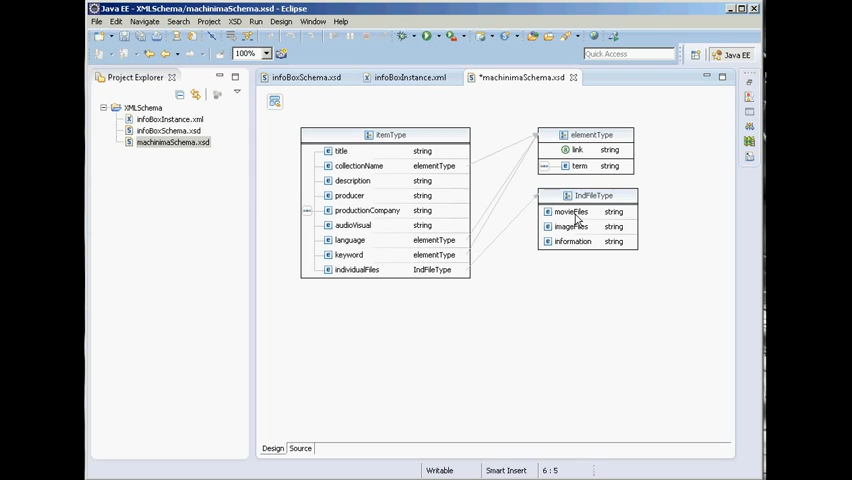 Java EE - XMLSchema/machinimaSchema.xsd - Eclipse
File Edit Navigate Search Project XSD Run Design Window Help
100%
Quick Access
Java EE
Project Explorer
infoBoxSchema.xsd
infoBoxInstance.xml
*machinimaSchema.xsd
XMLSchema
infoBoxInstance.xml
infoBoxSchema.xsd
machinimaSchema.xsd
itemType
title string
collectionName elementType
description string
producer string
productionCompany string
audioVisual string
language elementType
keyword elementType
individualFiles IndFileType
elementType
link string
term string
IndFileType
movieFiles string
imageFiles string
information string
Design Source
Writable Smart Insert 6 : 5